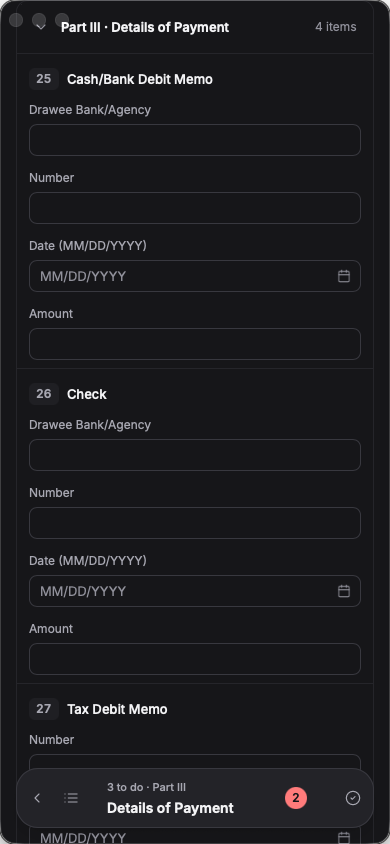 Part III · Details of Payment
4 items
25 Cash/Bank Debit Memo
Drawee Bank/Agency
Number
Date (MM/DD/YYYY)
MM/DD/YYYY
Amount
26 Check
Drawee Bank/Agency
Number
Date (MM/DD/YYYY)
MM/DD/YYYY
Amount
27 Tax Debit Memo
Number
3 to do · Part III
Details of Payment
2
MM/DD/YYYY